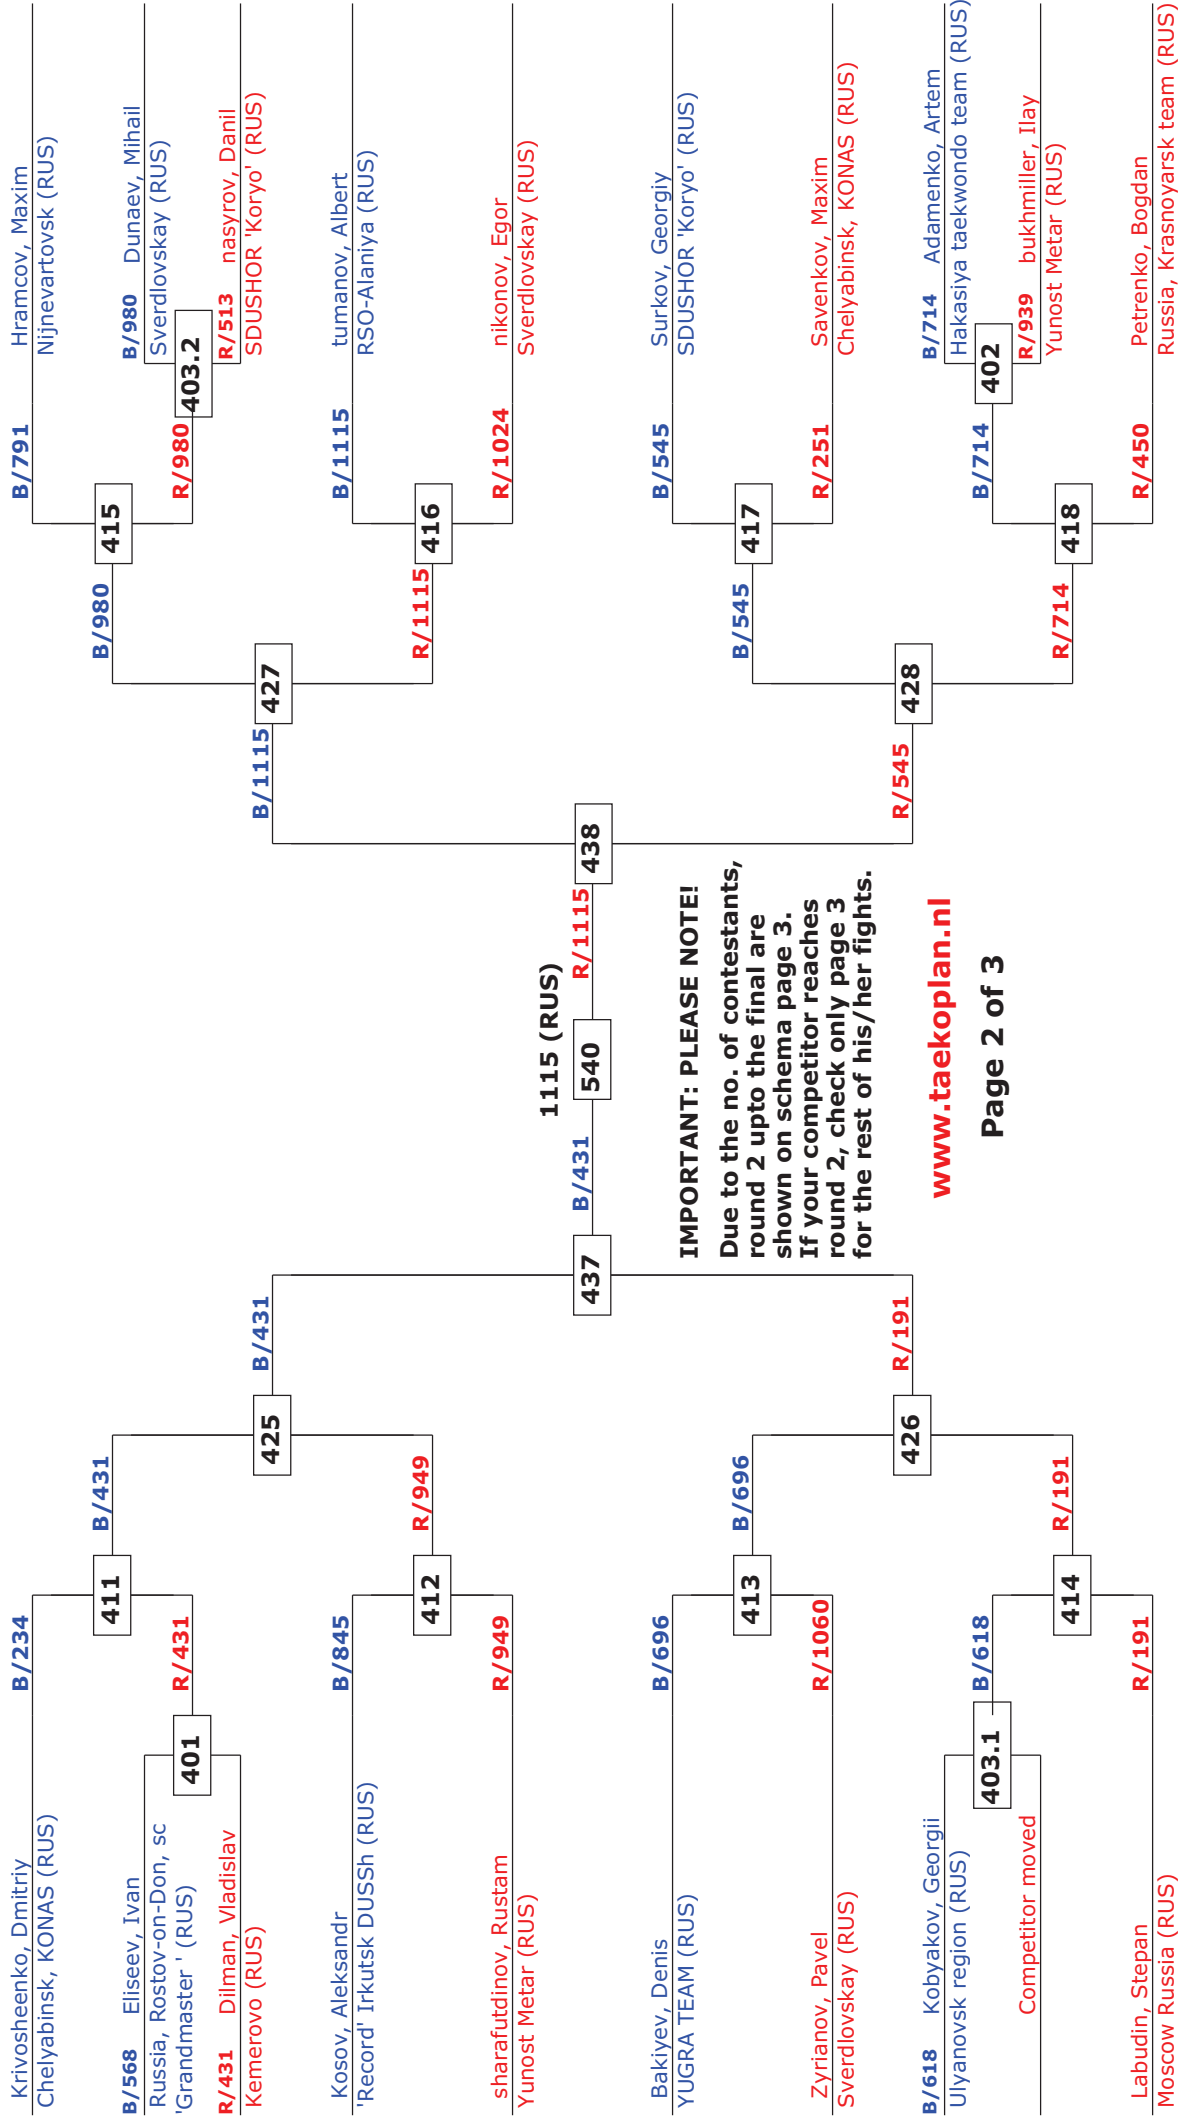 Krivosheenko, Dmitriy
Chelyabinsk, KONAS (RUS)
B/234
B/568 Eliseev, Ivan
Russia, Rostov-on-Don, sc
'Grandmaster ' (RUS)
401
R/431 Dilman, Vladislav
Kemerovo (RUS)
R/431
411
B/431
Kosov, Aleksandr
'Record' Irkutsk DUSSh (RUS)
B/845
412
R/949
sharafutdinov, Rustam
Yunost Metar (RUS)
R/949
425
B/431
Bakiyev, Denis
YUGRA TEAM (RUS)
B/696
413
B/696
Zyrianov, Pavel
Sverdlovskay (RUS)
R/1060
B/618 Kobyakov, Georgii
Ulyanovsk region (RUS)
403.1
B/618
Competitor moved
414
R/191
Labudin, Stepan
Moscow Russia (RUS)
R/191
426
R/191
437
B/431
1115 (RUS)
540
R/1115
438
IMPORTANT: PLEASE NOTE!
Due to the no. of contestants,
round 2 upto the final are
shown on schema page 3.
If your competitor reaches
round 2, check only page 3
for the rest of his/her fights.
www.taekoplan.nl
Page 2 of 3
B/791
Hramcov, Maxim
Nijnevartovsk (RUS)
B/980 Dunaev, Mihail
Sverdlovskay (RUS)
403.2
R/513 nasyrov, Danil
SDUSHOR 'Koryo' (RUS)
R/980
415
B/980
B/1115
tumanov, Albert
RSO-Alaniya (RUS)
416
R/1115
R/1024
nikonov, Egor
Sverdlovskay (RUS)
427
B/1115
B/545
Surkov, Georgiy
SDUSHOR 'Koryo' (RUS)
417
B/545
R/251
Savenkov, Maxim
Chelyabinsk, KONAS (RUS)
B/714 Adamenko, Artem
Hakasiya taekwondo team (RUS)
402
B/714
R/939 bukhmiller, Ilay
Yunost Metar (RUS)
418
R/714
R/450
Petrenko, Bogdan
Russia, Krasnoyarsk team (RUS)
428
R/545